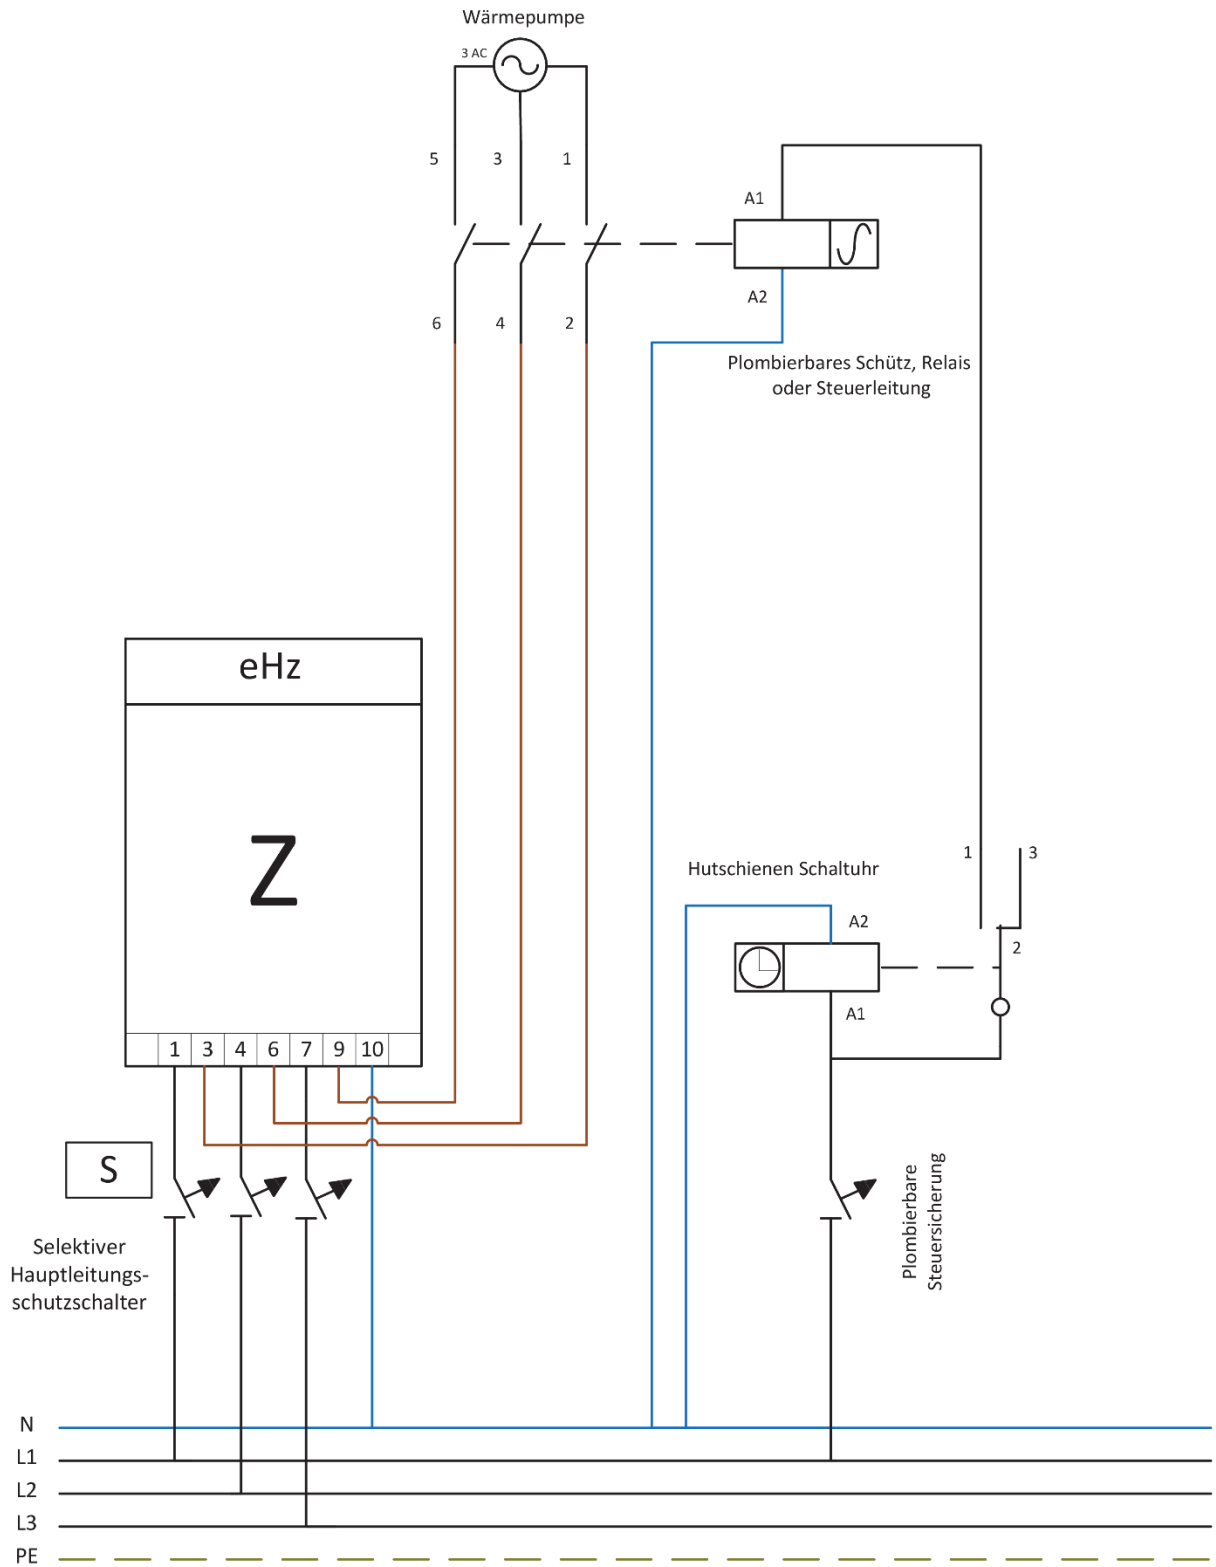 Wärmepumpe
3 AC
5
3
1
A1
6
4
2
A2
Plombierbares Schütz, Relais
oder Steuerleitung
eHz
Z
1
3
Hutschienen Schaltuhr
A2
2
A1
1 3 4 6 7 9 10
S
Selektiver
Hauptleitungs-
schutzschalter
Plombierbare
Steuersicherung
N
L1
L2
L3
PE